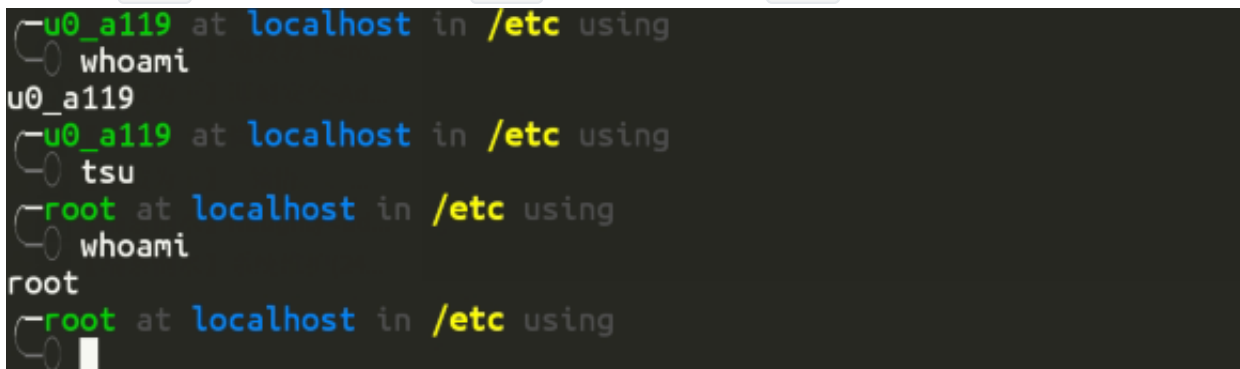 u0_a119 at localhost in /etc using
whoami
u0_a119
u0_a119 at localhost in /etc using
tsu
root at localhost in /etc using
whoami
root
root at localhost in /etc using